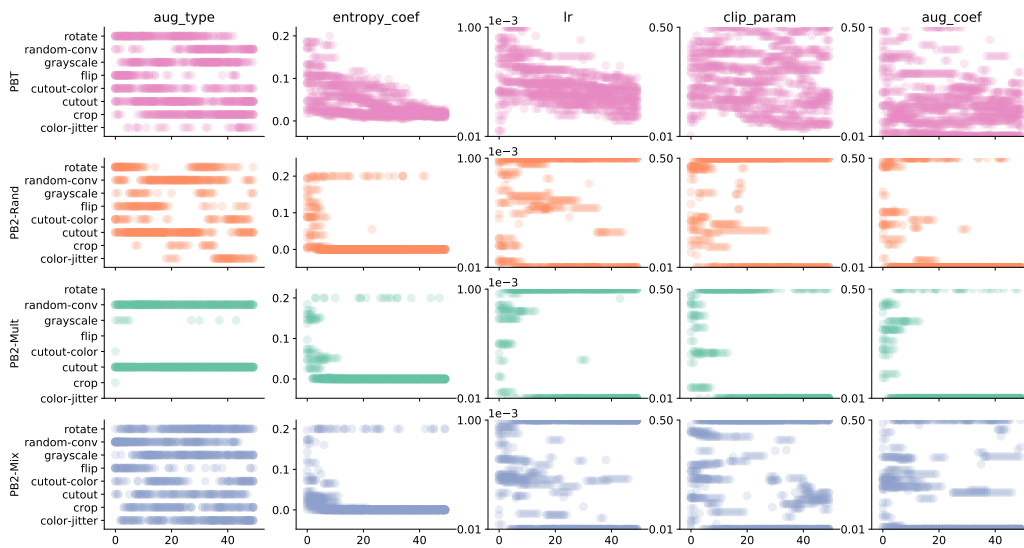 aug_type entropy_coef lr clip_param aug_coef
PBT
rotate
random-conv
grayscale
flip
cutout-color
cutout
crop
color-jitter
0.2
0.1
0.0
1e−3
1.00
-0.01
0.50
-0.01
0.50
-0.01
PB2-Rand
rotate
random-conv
grayscale
flip
cutout-color
cutout
crop
color-jitter
0.2
0.1
0.0
1e−3
1.00
-0.01
0.50
-0.01
0.50
-0.01
PB2-Mult
rotate
random-conv
grayscale
flip
cutout-color
cutout
crop
color-jitter
0.2
0.1
0.0
1e−3
1.00
-0.01
0.50
-0.01
0.50
-0.01
PB2-Mix
rotate
random-conv
grayscale
flip
cutout-color
cutout
crop
color-jitter
0.2
0.1
0.0
1e−3
1.00
-0.01
0.50
-0.01
0.50
-0.01
0 20 40 0 20 40 0 20 40 0 20 40 0 20 40